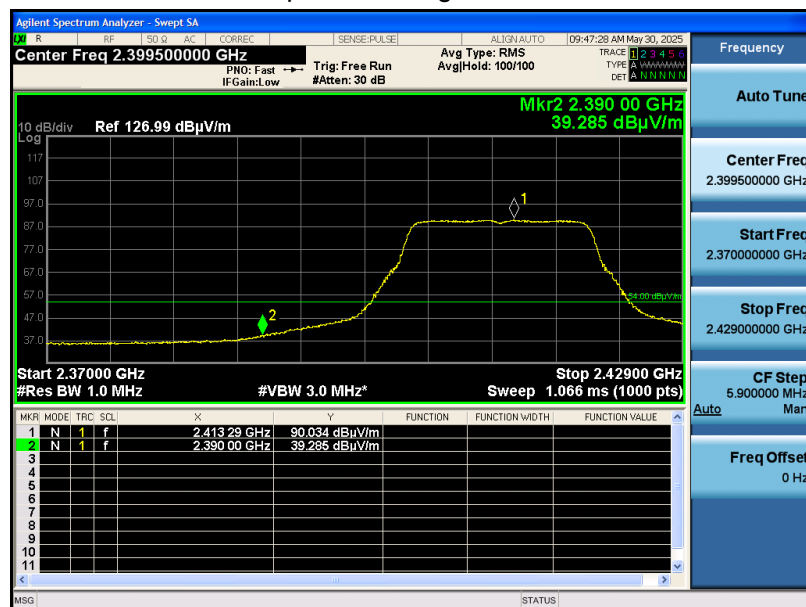 Agilent Spectrum Analyzer - Swept SA
LXI R RF 50 Ω AC CORREC SENSE:PULSE ALIGN AUTO 09:47:28 AM May 30, 2025
Center Freq 2.399500000 GHz
PNO: Fast
IFGain:Low
Trig: Free Run
#Atten: 30 dB
Avg Type: RMS
Avg|Hold: 100/100
TRACE 1 2 3 4 5 6
TYPE A
DET A N N N N N
Mkr2 2.390 00 GHz
39.285 dBµV/m
10 dB/div Ref 126.99 dBµV/m
Log
117
107
97.0
87.0
77.0
67.0
57.0
47.0
37.0
1
2
54.00 dBµV/m
Start 2.37000 GHz Stop 2.42900 GHz
#Res BW 1.0 MHz #VBW 3.0 MHz* Sweep 1.066 ms (1000 pts)
MKR MODE TRC SCL X Y FUNCTION FUNCTION WIDTH FUNCTION VALUE
1 N 1 f 2.413 29 GHz 90.034 dBµV/m
2 N 1 f 2.390 00 GHz 39.285 dBµV/m
3
4
5
6
7
8
9
10
11
MSG STATUS
Frequency
Auto Tune
Center Freq
2.399500000 GHz
Start Freq
2.370000000 GHz
Stop Freq
2.429000000 GHz
CF Step
5.900000 MHz
Auto Man
Freq Offset
0 Hz